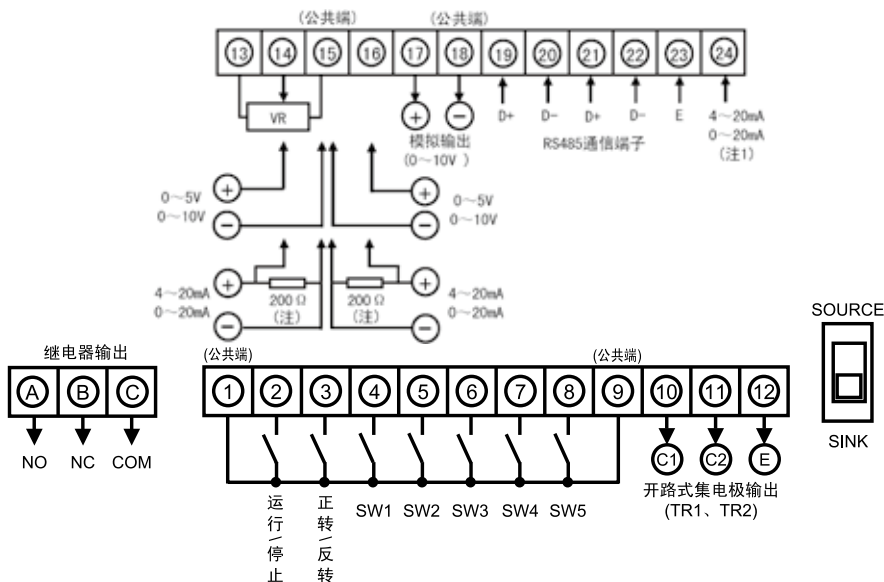 (公共端) (公共端)
13 14 15 16 17 18 19 20 21 22 23 24
VR
+ −
模拟输出
(0～10V )
D+ D- D+ D- E
RS485通信端子
4～20mA
0～20mA
(注1)
0～5V
0～10V
+
−
+
−
0～5V
0～10V
4～20mA
0～20mA
+
−
200Ω
(注)
200Ω
(注)
+
−
4～20mA
0～20mA
SOURCE
SINK
继电器输出
A B C
NO NC COM
(公共端) (公共端)
1 2 3 4 5 6 7 8 9 10 11 12
C1 C2 E
开路式集电极输出
(TR1、TR2)
运行/停止
正转/反转
SW1 SW2 SW3 SW4 SW5